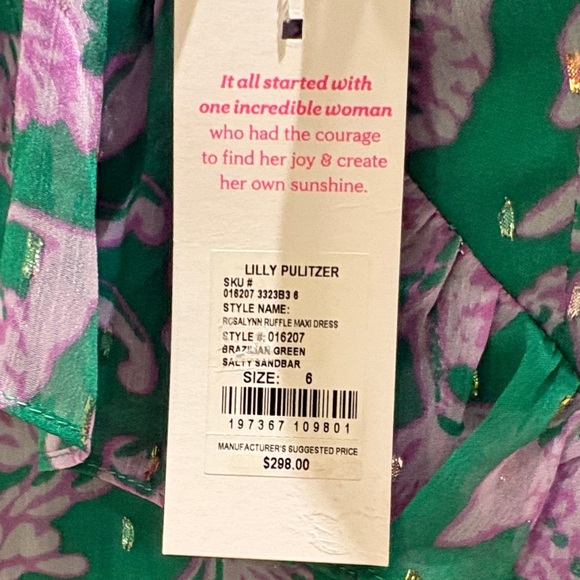 It all started with
one incredible woman
who had the courage
to find her joy & create
her own sunshine.
LILLY PULITZER
SKU #
016207 3323B3 6
STYLE NAME:
ROSALYNN RUFFLE MAXI DRESS
STYLE #: 016207
BRAZILIAN GREEN
SALTY SANDBAR
SIZE: 6
197367 109801
MANUFACTURER'S SUGGESTED PRICE
$298.00